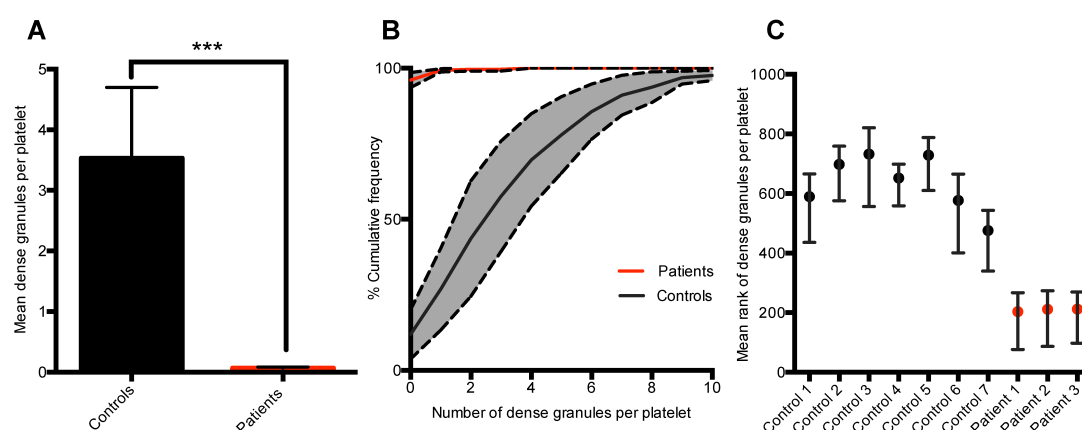 A
***
Mean dense granules per platelet
5
4
3
2
1
0
Controls
Patients
B
% Cumulative frequency
100
50
0
0 2 4 6 8 10
Number of dense granules per platelet
Patients
Controls
C
Mean rank of dense granules per platelet
1000
800
600
400
200
0
Control 1
Control 2
Control 3
Control 4
Control 5
Control 6
Control 7
Patient 1
Patient 2
Patient 3